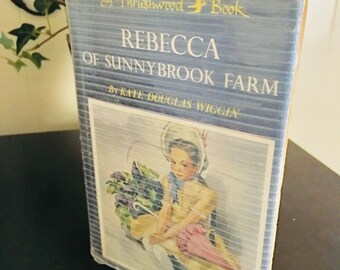 A Thrushwood Book
REBECCA
OF SUNNYBROOK FARM
By KATE DOUGLAS WIGGIN